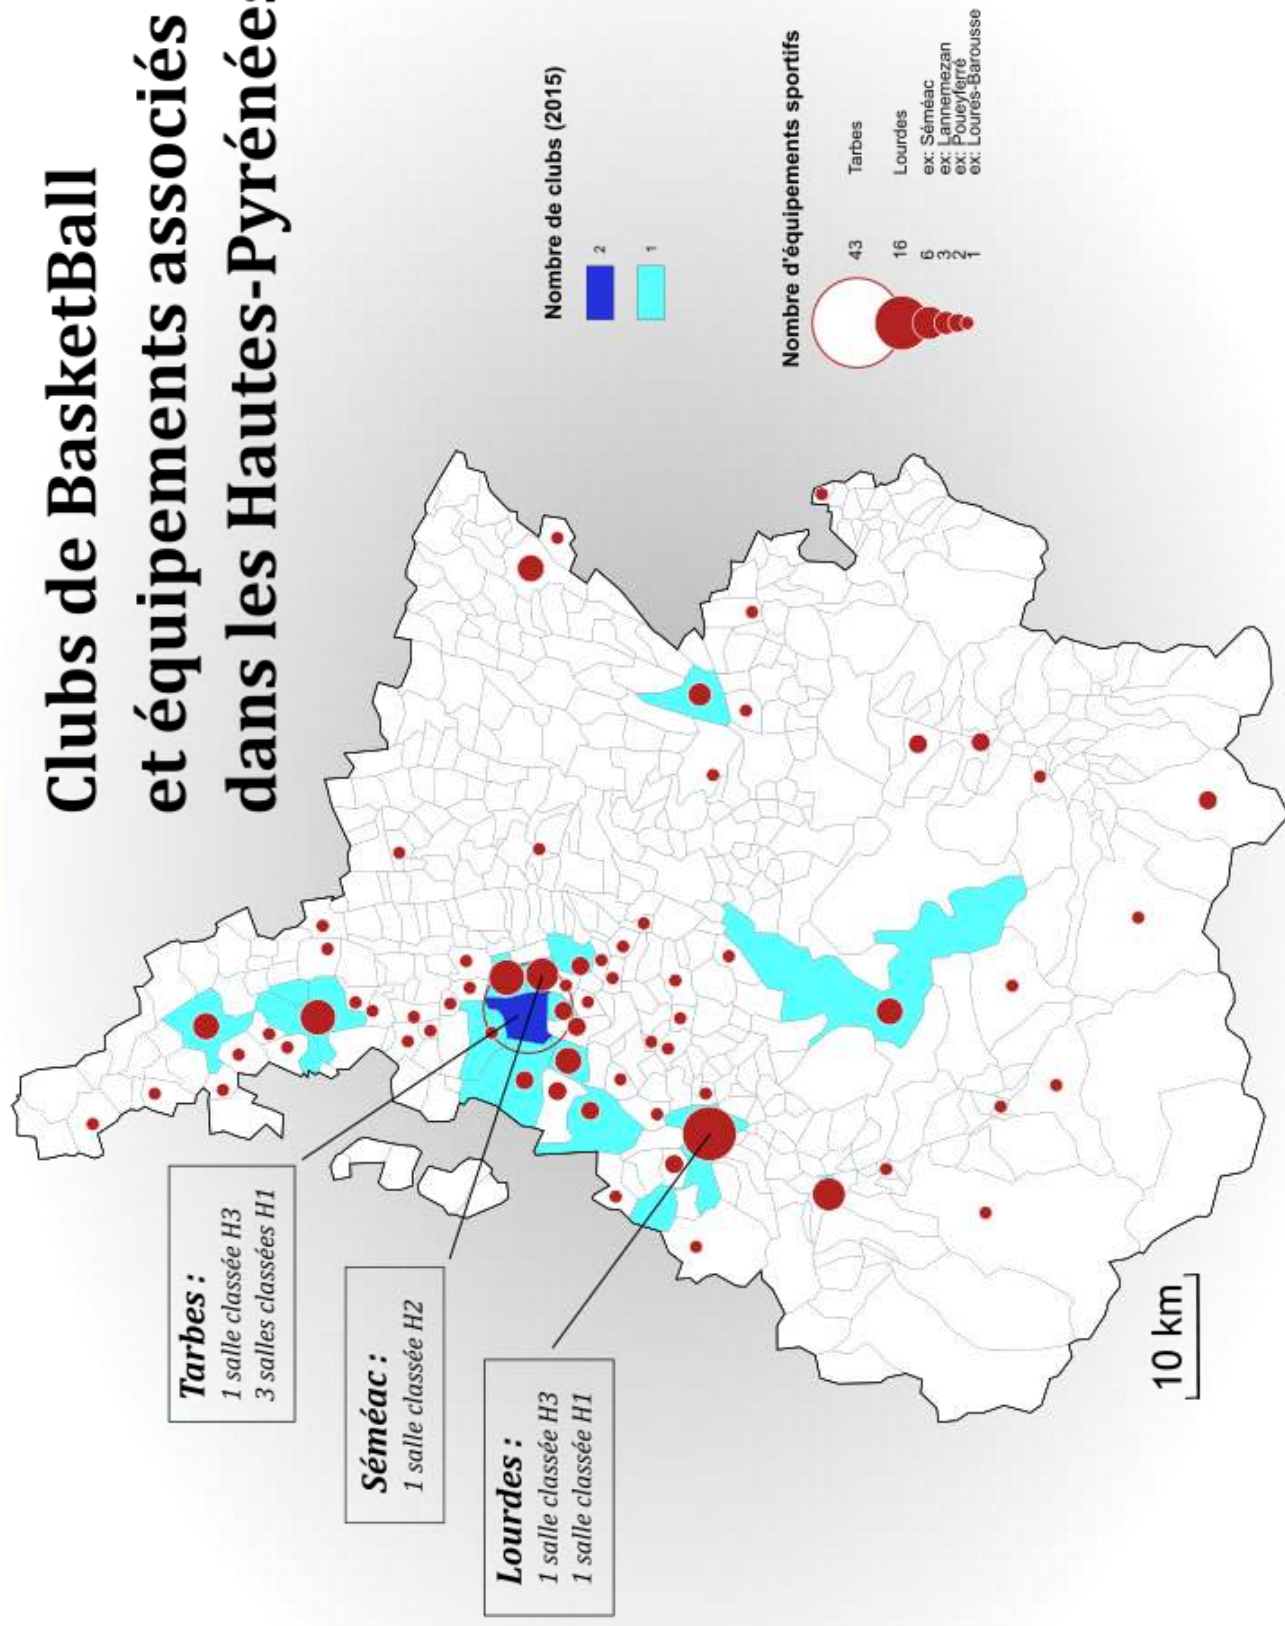 Clubs de BasketBall
et équipements associés
dans les Hautes-Pyrénées
Tarbes :
1 salle classée H3
3 salles classées H1
Séméac :
1 salle classée H2
Lourdes :
1 salle classée H3
1 salle classée H1
Nombre de clubs (2015)
2
1
Nombre d'équipements sportifs
43 Tarbes
16 Lourdes
6 ex: Séméac
3 ex: Lannemezan
2 ex: Poueyferré
1 ex: Loures-Barousse
10 km